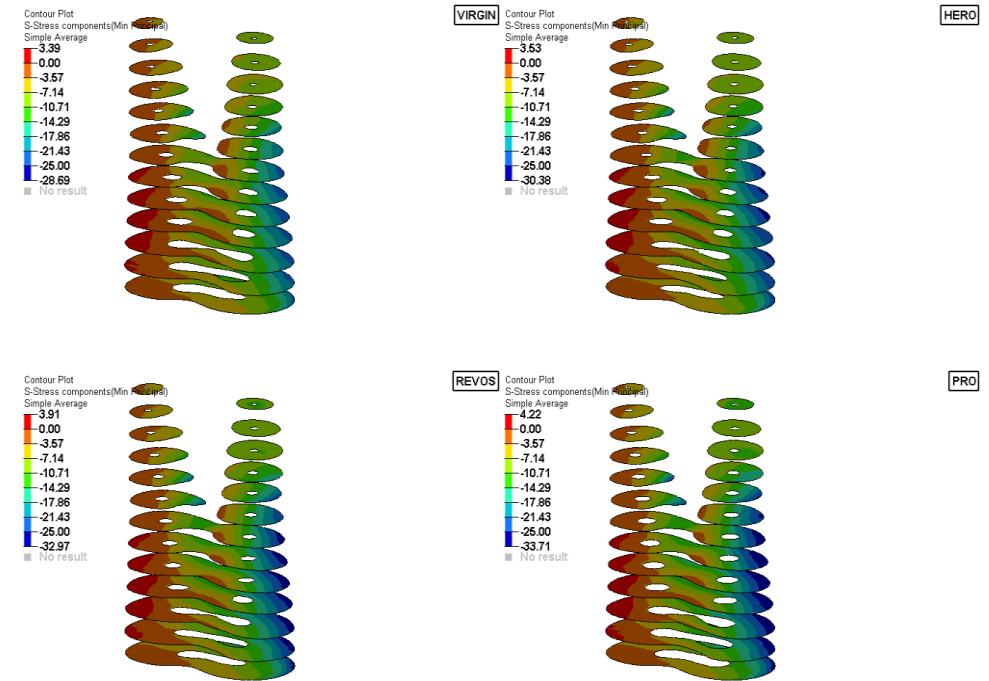 VIRGIN
Contour Plot
S-Stress components(Min Principal)
Simple Average
3.39
0.00
-3.57
-7.14
-10.71
-14.29
-17.86
-21.43
-25.00
-28.69
No result
HERO
Contour Plot
S-Stress components(Min Principal)
Simple Average
3.53
0.00
-3.57
-7.14
-10.71
-14.29
-17.86
-21.43
-25.00
-30.38
No result
REVOS
Contour Plot
S-Stress components(Min Principal)
Simple Average
3.91
0.00
-3.57
-7.14
-10.71
-14.29
-17.86
-21.43
-25.00
-32.97
No result
PRO
Contour Plot
S-Stress components(Min Principal)
Simple Average
4.22
0.00
-3.57
-7.14
-10.71
-14.29
-17.86
-21.43
-25.00
-33.71
No result